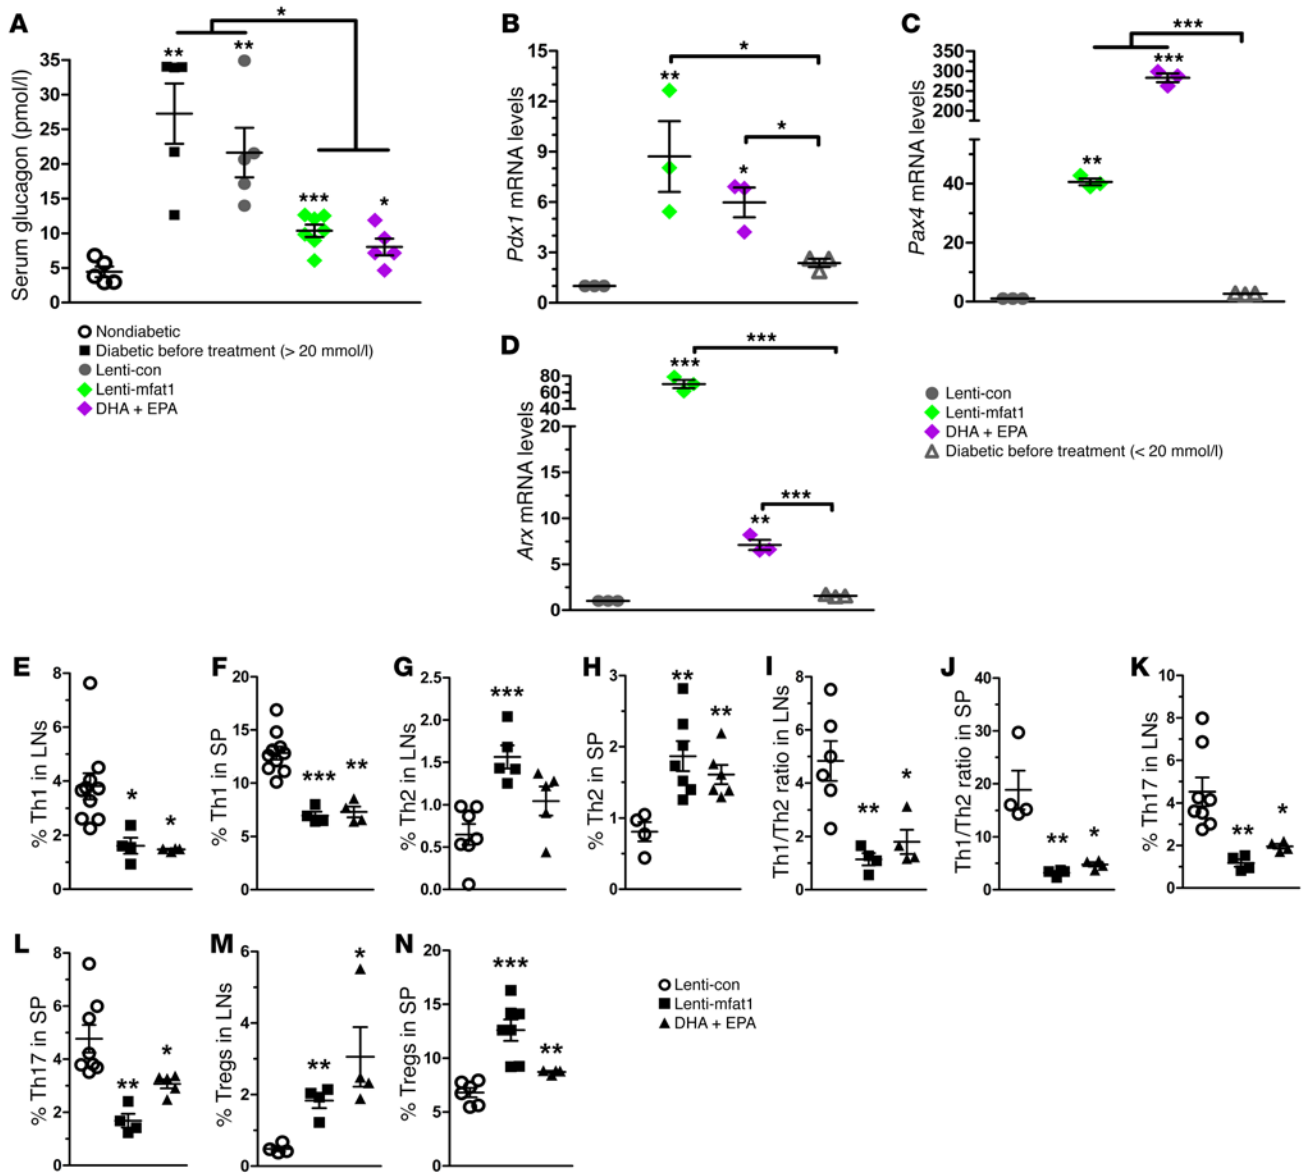 A
Serum glucagon (pmol/l)
35
30
25
20
15
10
5
0
**
**
*
***
*
Nondiabetic
Diabetic before treatment (> 20 mmol/l)
Lenti-con
Lenti-mfat1
DHA + EPA
B
Pdx1 mRNA levels
15
12
9
6
3
0
**
*
*
*
C
Pax4 mRNA levels
350
300
250
200
40
20
0
**
***
***
D
Arx mRNA levels
80
60
40
20
15
10
5
0
***
***
**
***
Lenti-con
Lenti-mfat1
DHA + EPA
Diabetic before treatment (< 20 mmol/l)
E
% Th1 in LNs
8
6
4
2
0
*
*
F
% Th1 in SP
20
15
10
5
0
***
**
G
% Th2 in LNs
2.5
2.0
1.5
1.0
0.5
0.0
***
H
% Th2 in SP
3
2
1
0
**
**
I
Th1/Th2 ratio in LNs
8
6
4
2
0
**
*
J
Th1/Th2 ratio in SP
40
30
20
10
0
**
*
K
% Th17 in LNs
10
8
6
4
2
0
**
*
L
% Th17 in SP
8
6
4
2
0
**
*
M
% Tregs in LNs
6
4
2
0
**
*
N
% Tregs in SP
20
15
10
5
0
***
**
Lenti-con
Lenti-mfat1
DHA + EPA